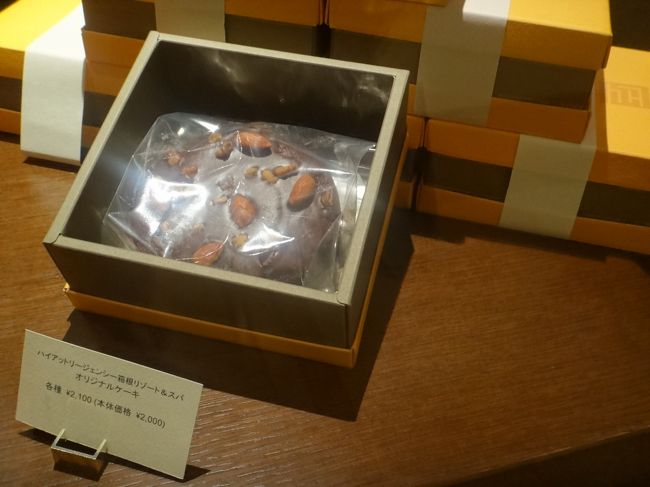 ハイアットリージェンシー箱根リゾート＆スパ
オリジナルケーキ
各種 ¥2,100 (本体価格 ¥2,000)